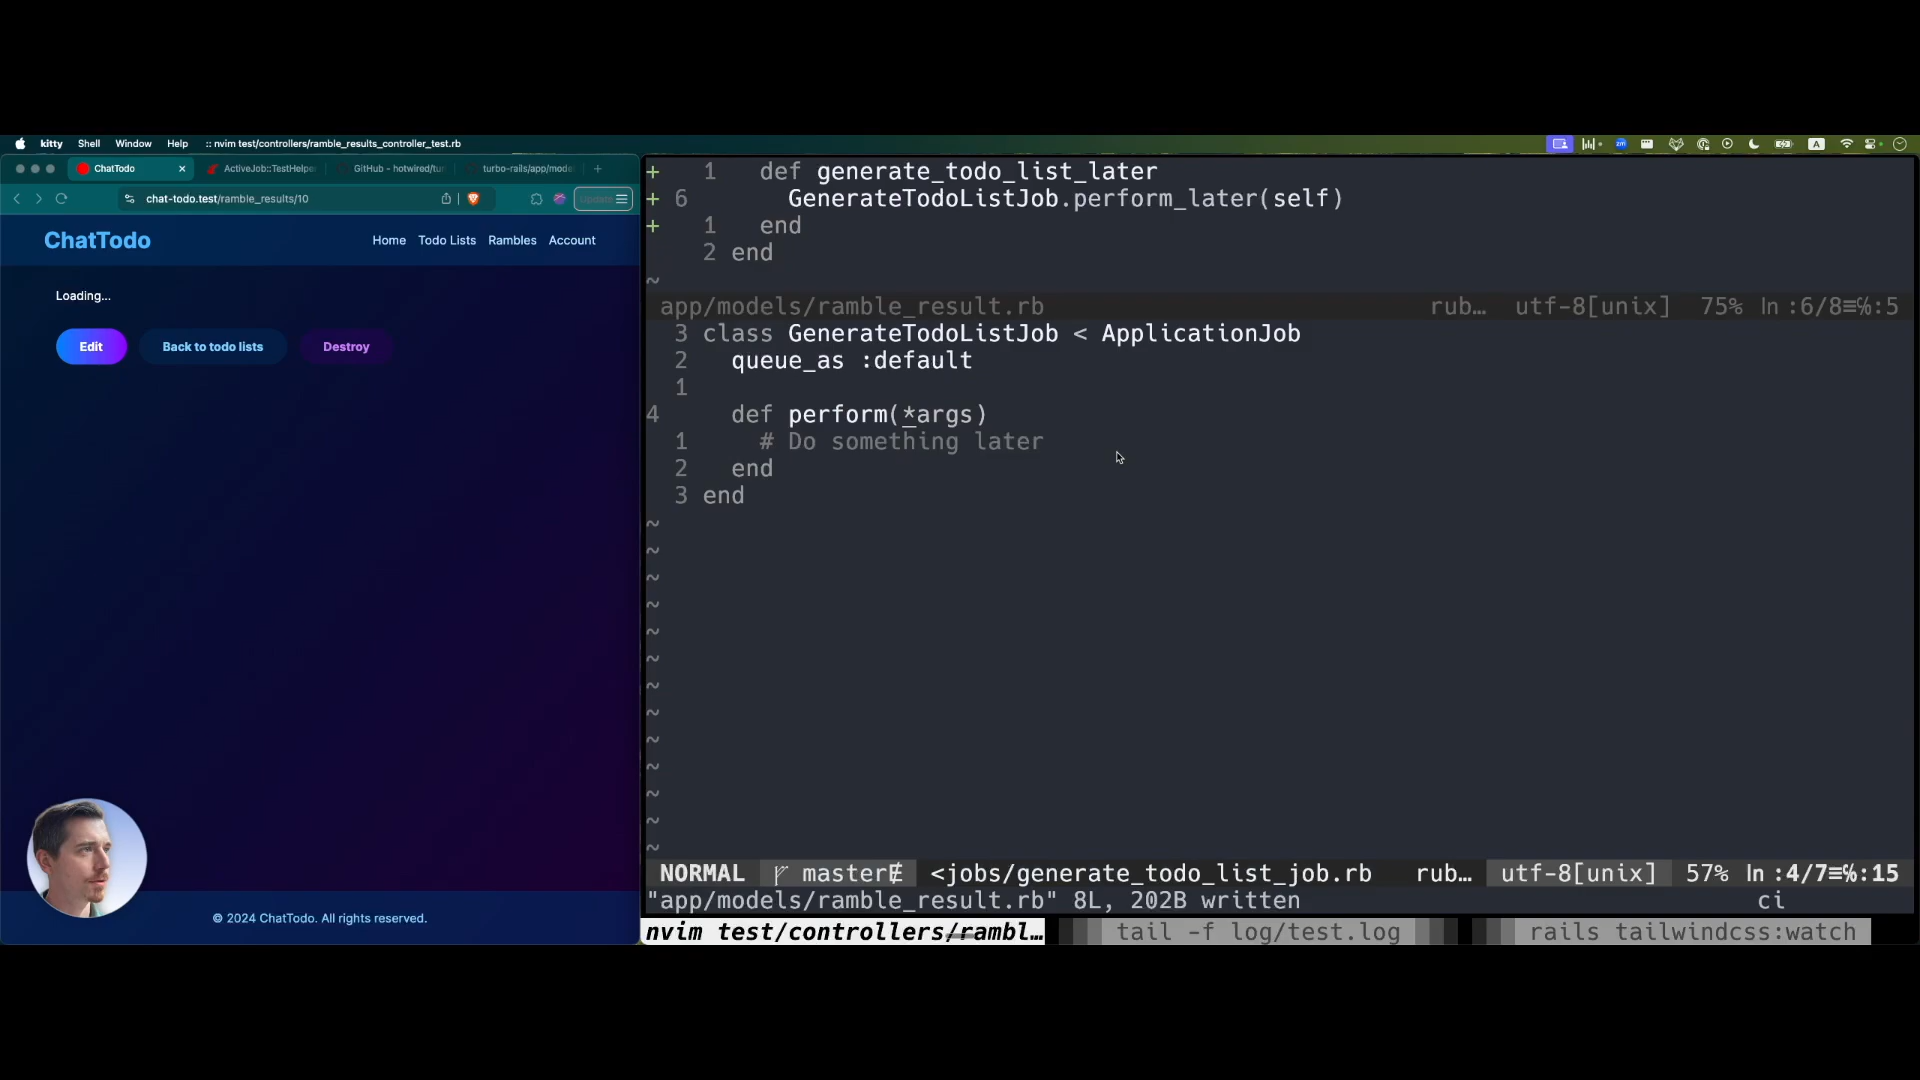 kitty Shell Window Help :: nvim test/controllers/ramble_results_controller_test.rb
ChatTodo
ActiveJob::TestHelpe
GitHub - hotwired/tur
turbo-rails/app/mode
chat-todo.test/ramble_results/10
Update
ChatTodo
Home Todo Lists Rambles Account
Loading...
Edit Back to todo lists Destroy
© 2024 ChatTodo. All rights reserved.
+ 1 def generate_todo_list_later
+ 6 GenerateTodoListJob.perform_later(self)
+ 1 end
2 end
~
app/models/ramble_result.rb rub… utf-8[unix] 75% ln :6/8≡℅:5
3 class GenerateTodoListJob < ApplicationJob
2 queue_as :default
1
4 def perform(*args)
1 # Do something later
2 end
3 end
~
~
~
~
~
~
~
~
~
~
~
~
~
NORMAL master <jobs/generate_todo_list_job.rb rub… utf-8[unix] 57% ln :4/7≡℅:15
"app/models/ramble_result.rb" 8L, 202B written ci
nvim test/controllers/rambl… tail -f log/test.log rails tailwindcss:watch